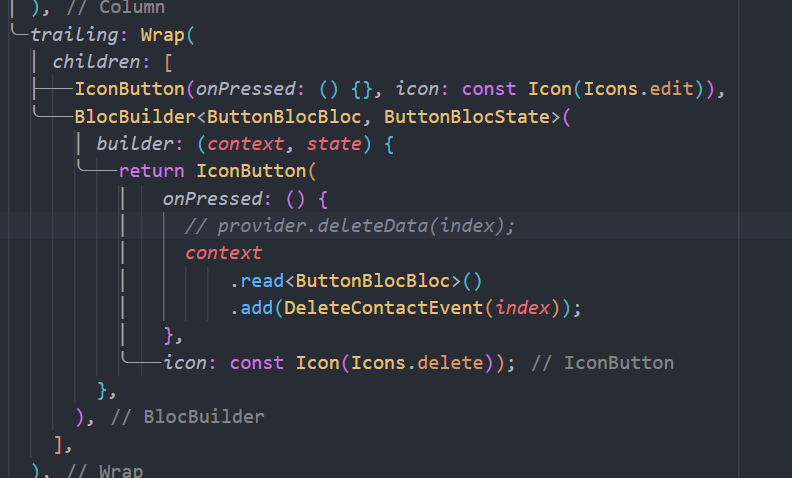 ), // Column
trailing: Wrap(
children: [
IconButton(onPressed: () {}, icon: const Icon(Icons.edit)),
BlocBuilder<ButtonBlocBloc, ButtonBlocState>(
builder: (context, state) {
return IconButton(
onPressed: () {
// provider.deleteData(index);
context
.read<ButtonBlocBloc>()
.add(DeleteContactEvent(index));
},
icon: const Icon(Icons.delete)); // IconButton
},
), // BlocBuilder
],
), // Wrap